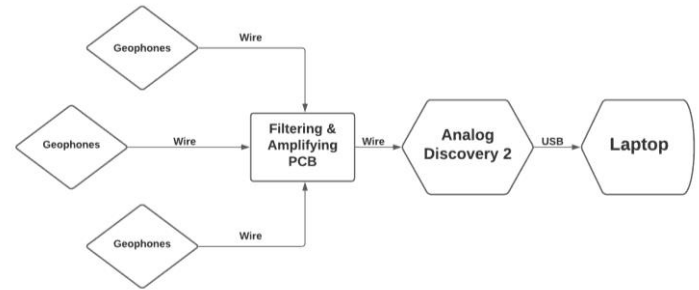 Geophones
Wire
Geophones
Wire
Filtering &
Amplifying
PCB
Wire
Analog
Discovery 2
USB
Laptop
Geophones
Wire